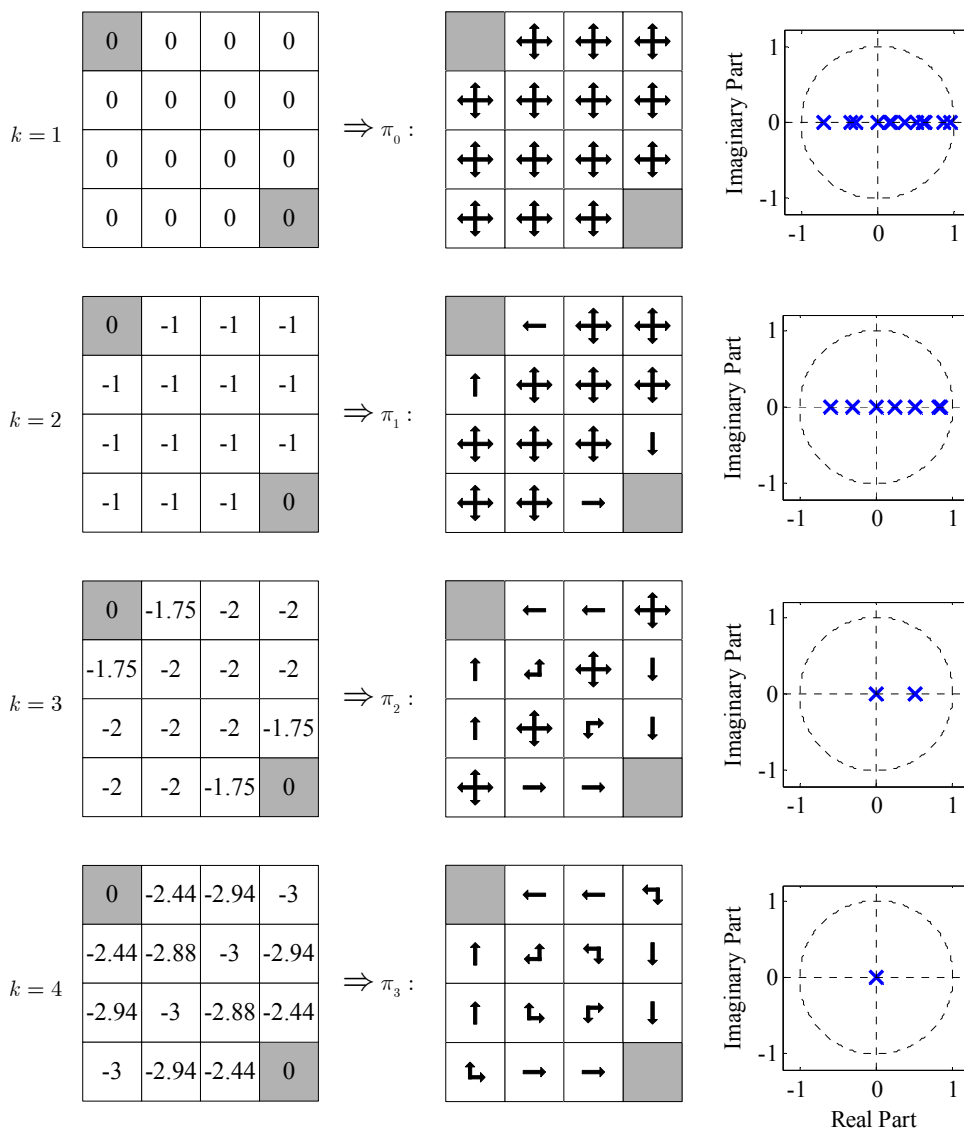 0 0 0 0
0 0 0 0
k = 1 ⇒ π₀ :
0 0 0 0
0 0 0 0
Imaginary Part
1
0
-1
-1 0 1
0 -1 -1 -1
-1 -1 -1 -1
k = 2 ⇒ π₁ :
-1 -1 -1 -1
-1 -1 -1 0
Imaginary Part
1
0
-1
-1 0 1
0 -1.75 -2 -2
-1.75 -2 -2 -2
k = 3 ⇒ π₂ :
-2 -2 -2 -1.75
-2 -2 -1.75 0
Imaginary Part
1
0
-1
-1 0 1
0 -2.44 -2.94 -3
-2.44 -2.88 -3 -2.94
k = 4 ⇒ π₃ :
-2.94 -3 -2.88 -2.44
-3 -2.94 -2.44 0
Imaginary Part
1
0
-1
-1 0 1
Real Part